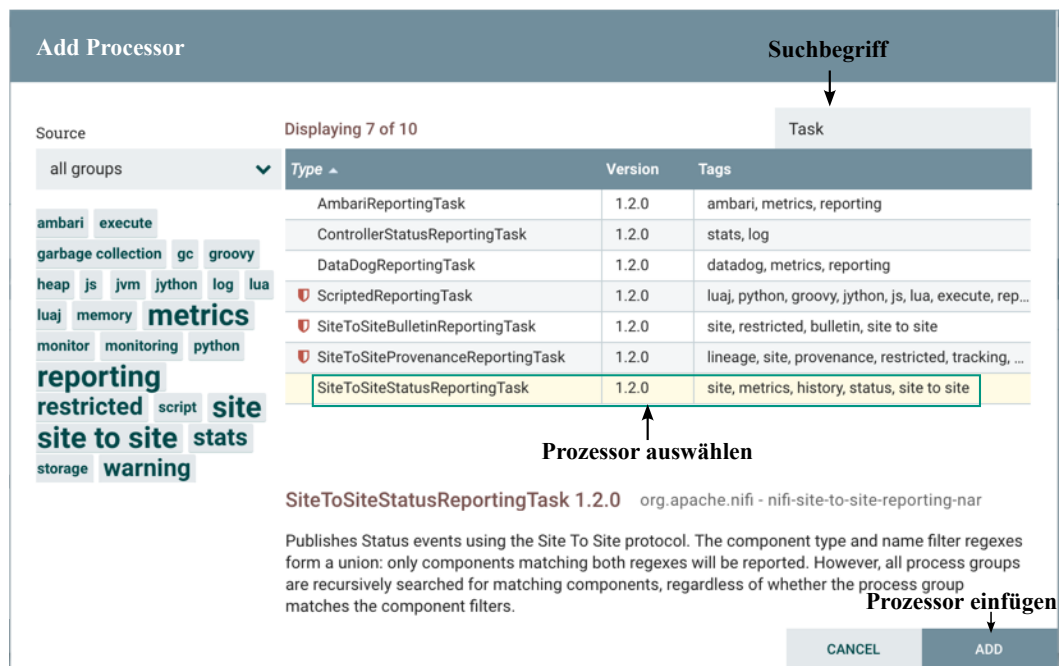 Add Processor
Suchbegriff
Source
Displaying 7 of 10
Task
all groups
Type Version Tags
AmbariReportingTask 1.2.0 ambari, metrics, reporting
ControllerStatusReportingTask 1.2.0 stats, log
DataDogReportingTask 1.2.0 datadog, metrics, reporting
ScriptedReportingTask 1.2.0 luaj, python, groovy, jython, js, lua, execute, rep...
SiteToSiteBulletinReportingTask 1.2.0 site, restricted, bulletin, site to site
SiteToSiteProvenanceReportingTask 1.2.0 lineage, site, provenance, restricted, tracking, ...
SiteToSiteStatusReportingTask 1.2.0 site, metrics, history, status, site to site
ambari execute
garbage collection gc groovy
heap js jvm jython log lua
luaj memory metrics
monitor monitoring python
reporting
restricted script site
site to site stats
storage warning
Prozessor auswählen
SiteToSiteStatusReportingTask 1.2.0 org.apache.nifi - nifi-site-to-site-reporting-nar
Publishes Status events using the Site To Site protocol. The component type and name filter regexes
form a union: only components matching both regexes will be reported. However, all process groups
are recursively searched for matching components, regardless of whether the process group
matches the component filters.
Prozessor einfügen
CANCEL ADD